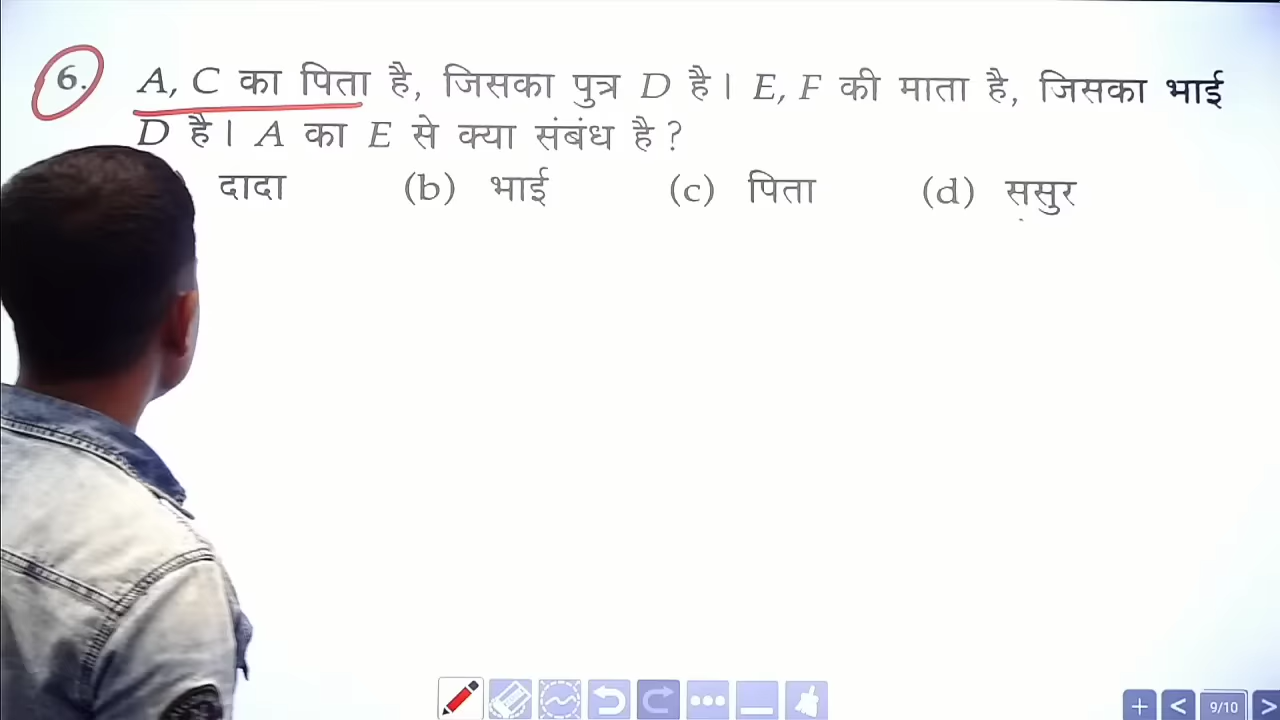 6. A, C का पिता है, जिसका पुत्र D है। E, F की माता है, जिसका भाई
D है। A का E से क्या संबंध है ?
दादा (b) भाई (c) पिता (d) ससुर
9/10